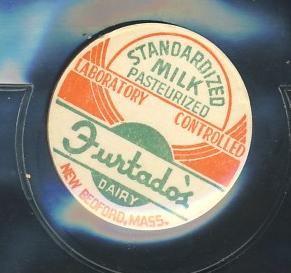 STANDARDIZED
MILK
PASTEURIZED
LABORATORY CONTROLLED
Furtado's
DAIRY
NEW BEDFORD, MASS.